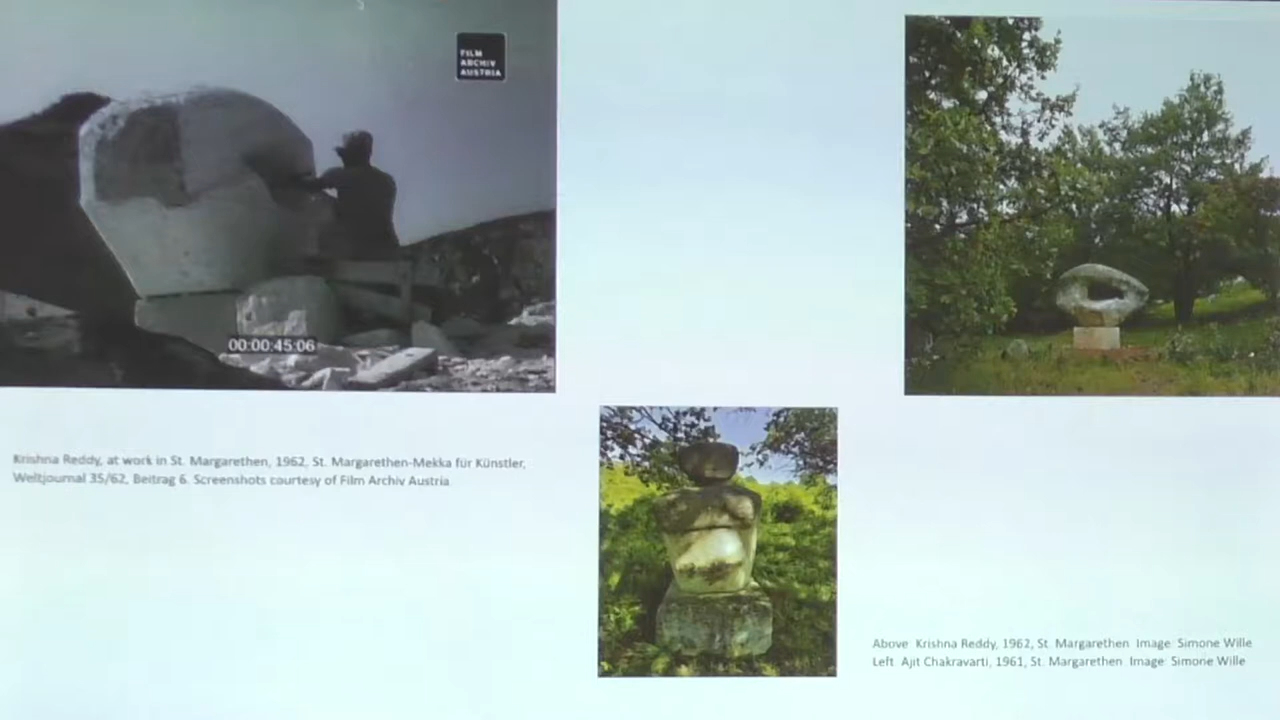 FILM
ARCHIV
AUSTRIA
00:00:45:06
Krishna Reddy, at work in St. Margarethen, 1962, St. Margarethen-Mekka für Künstler,
Weltjournal 35/62, Beitrag 6. Screenshots courtesy of Film Archiv Austria.
Above: Krishna Reddy, 1962, St. Margarethen. Image: Simone Wille
Left: Ajit Chakravarti, 1961, St. Margarethen. Image: Simone Wille